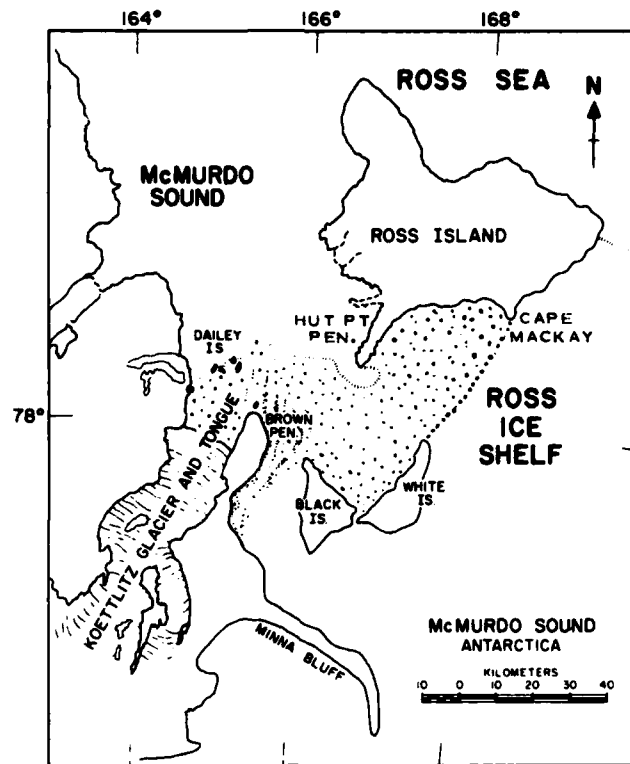 164°
166°
168°
ROSS SEA
N
McMURDO
SOUND
ROSS ISLAND
HUT PT
PEN.
CAPE
MACKAY
DAILEY
IS.
78°
BROWN
PEN.
ROSS
ICE
SHELF
BLACK
IS.
WHITE
IS.
KOETTLITZ GLACIER AND TONGUE
MINNA BLUFF
McMURDO SOUND
ANTARCTICA
KILOMETERS
10 0 10 20 30 40